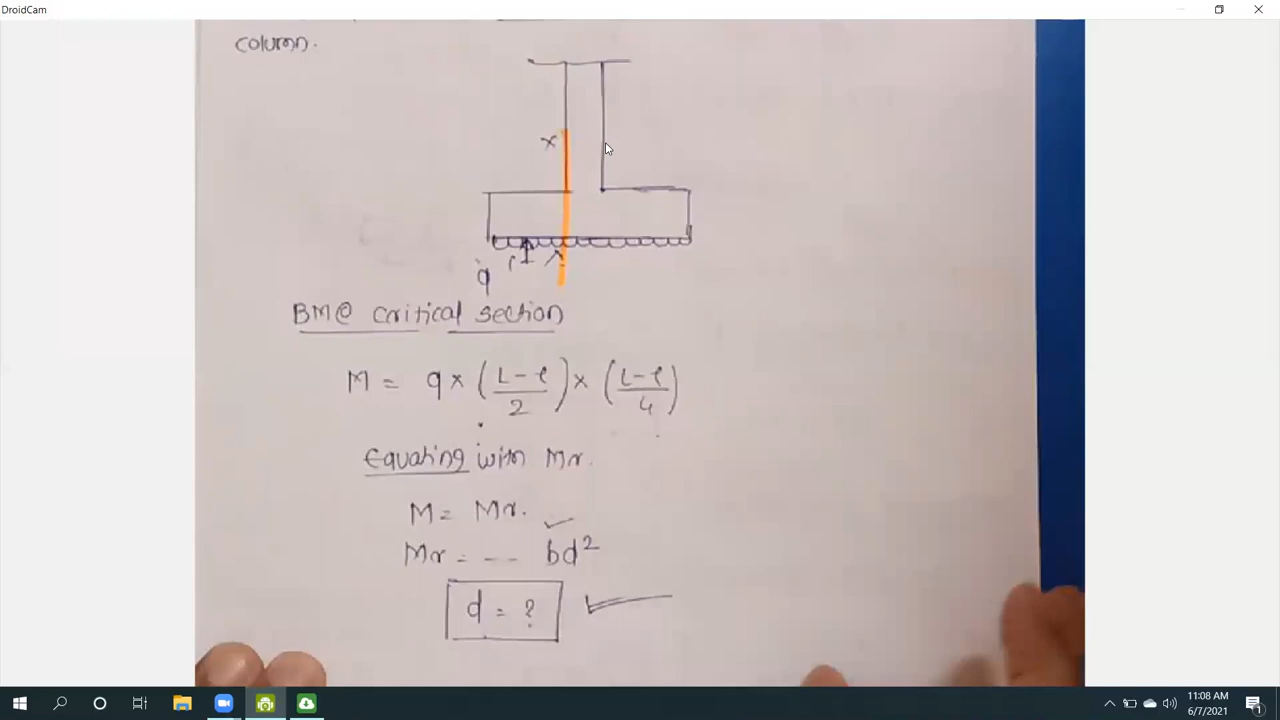 DroidCam
column.
x
x
q
BM@ critical section
M = q × (L-l/2) × (L-l/4)
Equating with Mr.
M = Mr.
Mr = -- bd²
d = ?
11:08 AM
6/7/2021
1